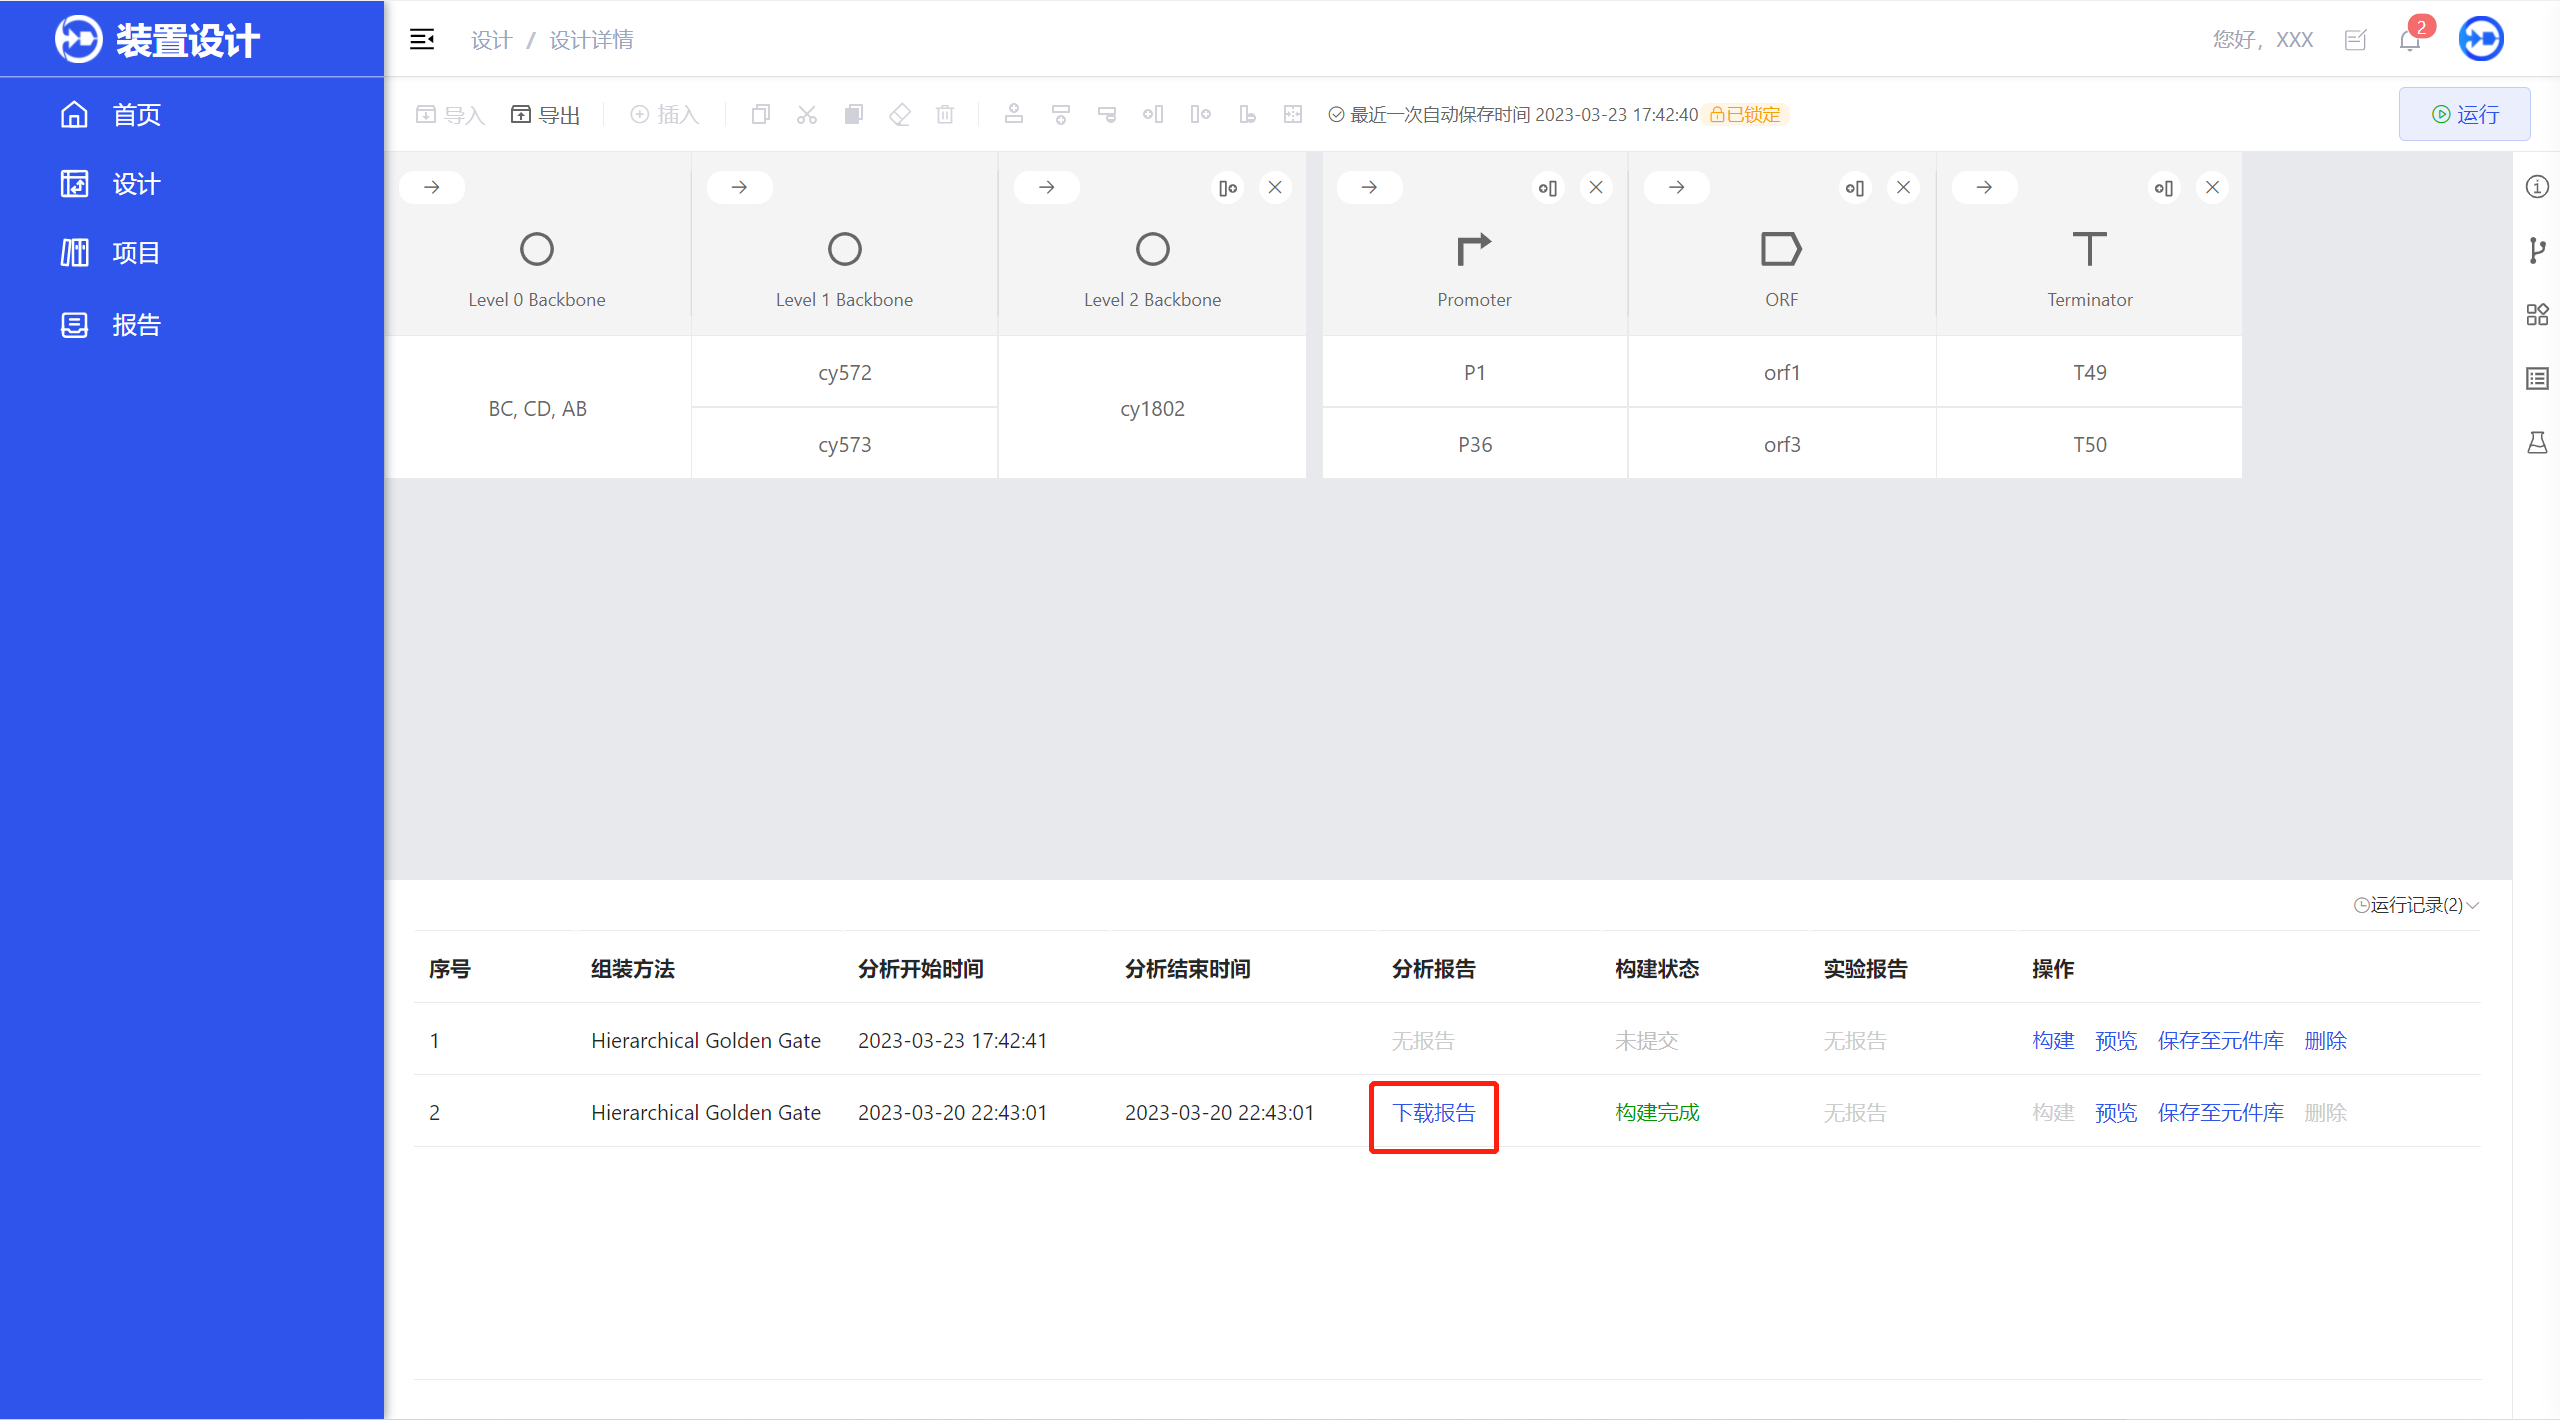 装置设计
设计 / 设计详情
您好，XXX
2
首页
设计
项目
报告
导入 导出 插入 最近一次自动保存时间 2023-03-23 17:42:40 已锁定 运行
Level 0 Backbone Level 1 Backbone Level 2 Backbone Promoter ORF Terminator
BC, CD, AB cy572 cy1802 P1 orf1 T49
cy573 P36 orf3 T50
运行记录(2)
序号 组装方法 分析开始时间 分析结束时间 分析报告 构建状态 实验报告 操作
1 Hierarchical Golden Gate 2023-03-23 17:42:41 无报告 未提交 无报告 构建 预览 保存至元件库 删除
2 Hierarchical Golden Gate 2023-03-20 22:43:01 2023-03-20 22:43:01 下载报告 构建完成 无报告 构建 预览 保存至元件库 删除